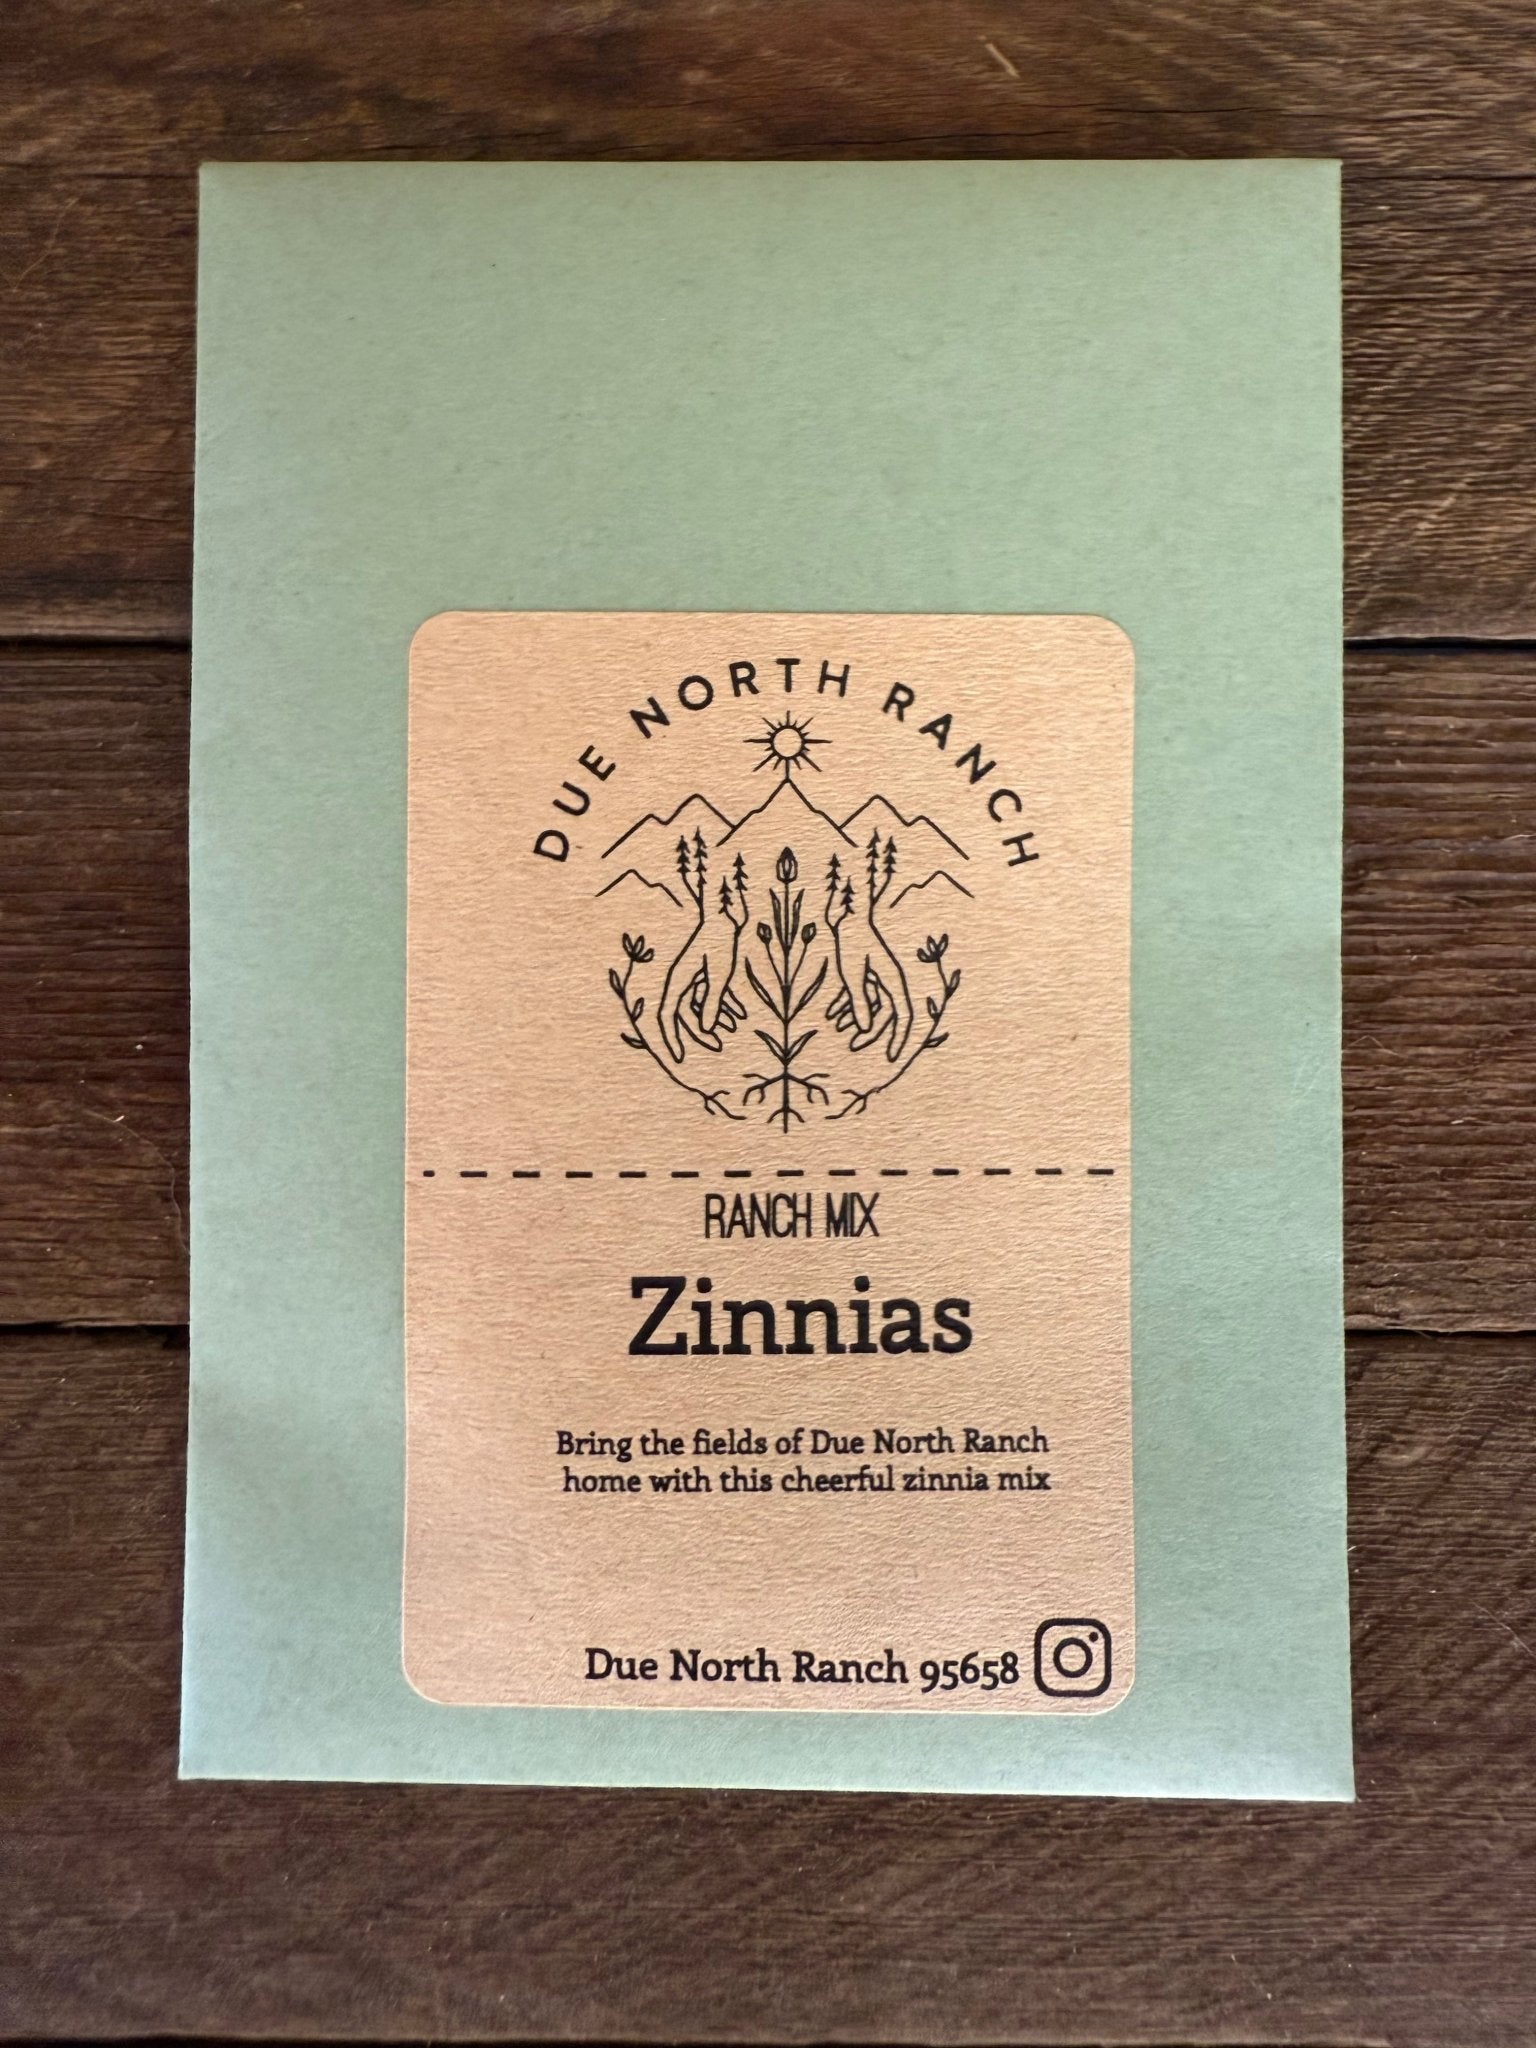 DUE NORTH RANCH
RANCH MIX
Zinnias
Bring the fields of Due North Ranch
home with this cheerful zinnia mix
Due North Ranch 95658